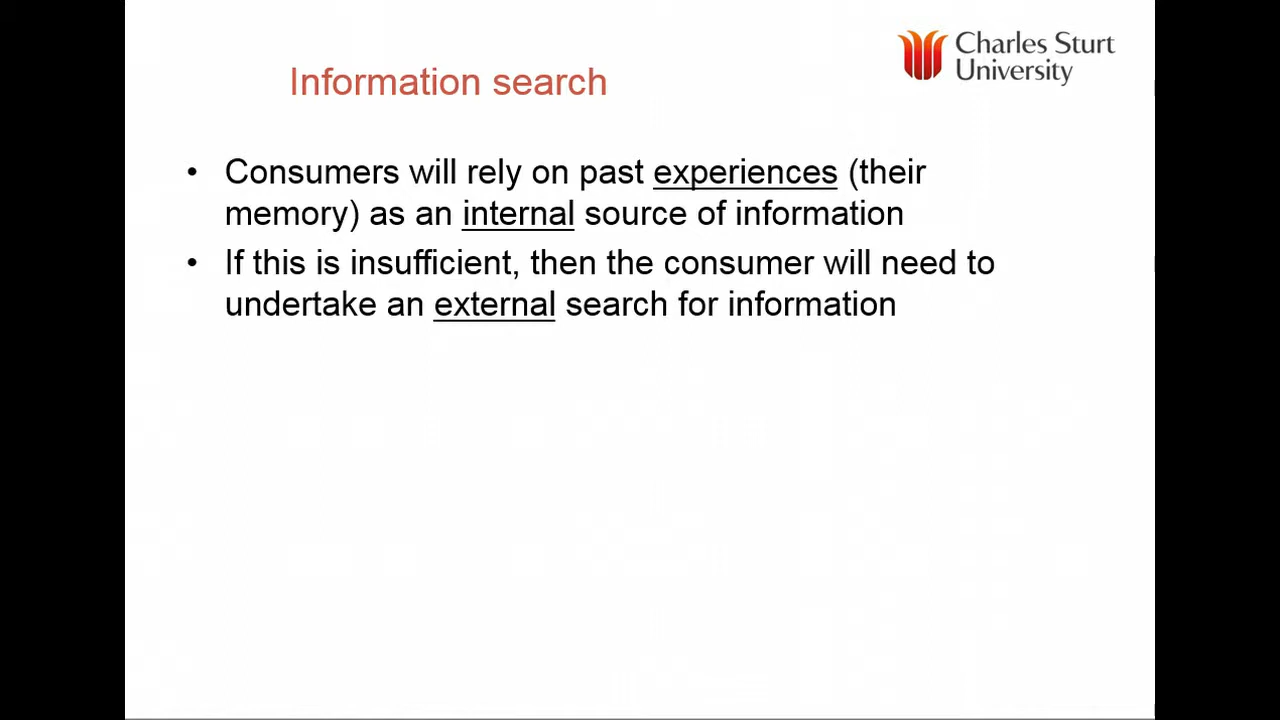 Charles Sturt
University
Information search
• Consumers will rely on past experiences (their
memory) as an internal source of information
• If this is insufficient, then the consumer will need to
undertake an external search for information